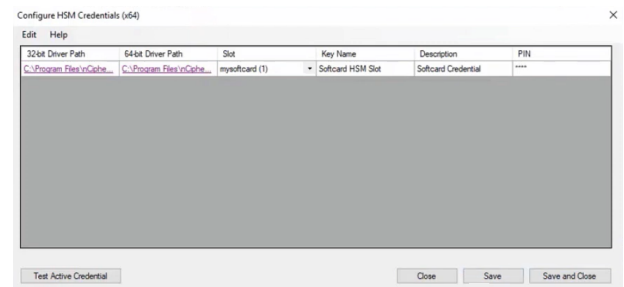 Configure HSM Credentials (x64)
Edit Help
32-bit Driver Path 64-bit Driver Path Slot Key Name Description PIN
C:\Program Files\nCiphe... C:\Program Files\nCiphe... mysoftcard (1) Softcard HSM Slot Softcard Credential ****
Test Active Credential Close Save Save and Close